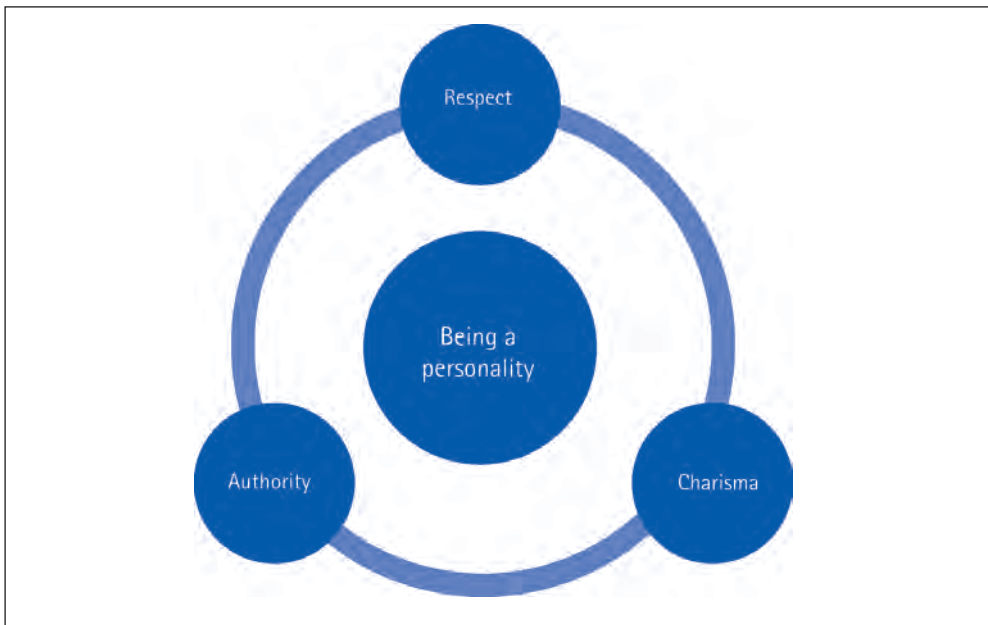 Respect
Being a
personality
Authority
Charisma